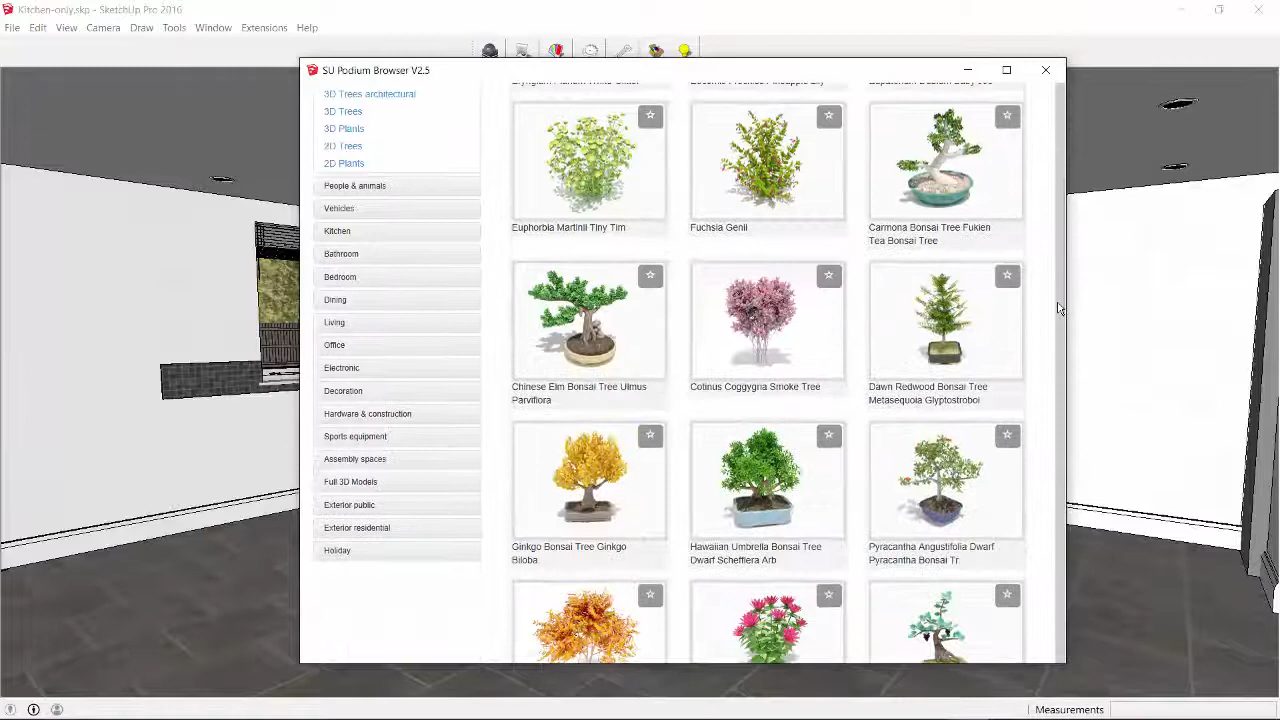 Kitchen-only.skp - SketchUp Pro 2016
File Edit View Camera Draw Tools Window Extensions Help
SU Podium Browser V2.5
3D Trees architectural
3D Trees
3D Plants
2D Trees
2D Plants
People & animals
Vehicles
Kitchen
Bathroom
Bedroom
Dining
Living
Office
Electronic
Decoration
Hardware & construction
Sports equipment
Assembly spaces
Full 3D Models
Exterior public
Exterior residential
Holiday
Euphorbia Martinii Tiny Tim
Fuchsia Genii
Carmona Bonsai Tree Fukien
Tea Bonsai Tree
Chinese Elm Bonsai Tree Ulmus
Parviflora
Cotinus Coggygria Smoke Tree
Dawn Redwood Bonsai Tree
Metasequoia Glyptostroboi
Ginkgo Bonsai Tree Ginkgo
Biloba
Hawaiian Umbrella Bonsai Tree
Dwarf Schefflera Arb
Pyracantha Angustifolia Dwarf
Pyracantha Bonsai Tr
Measurements